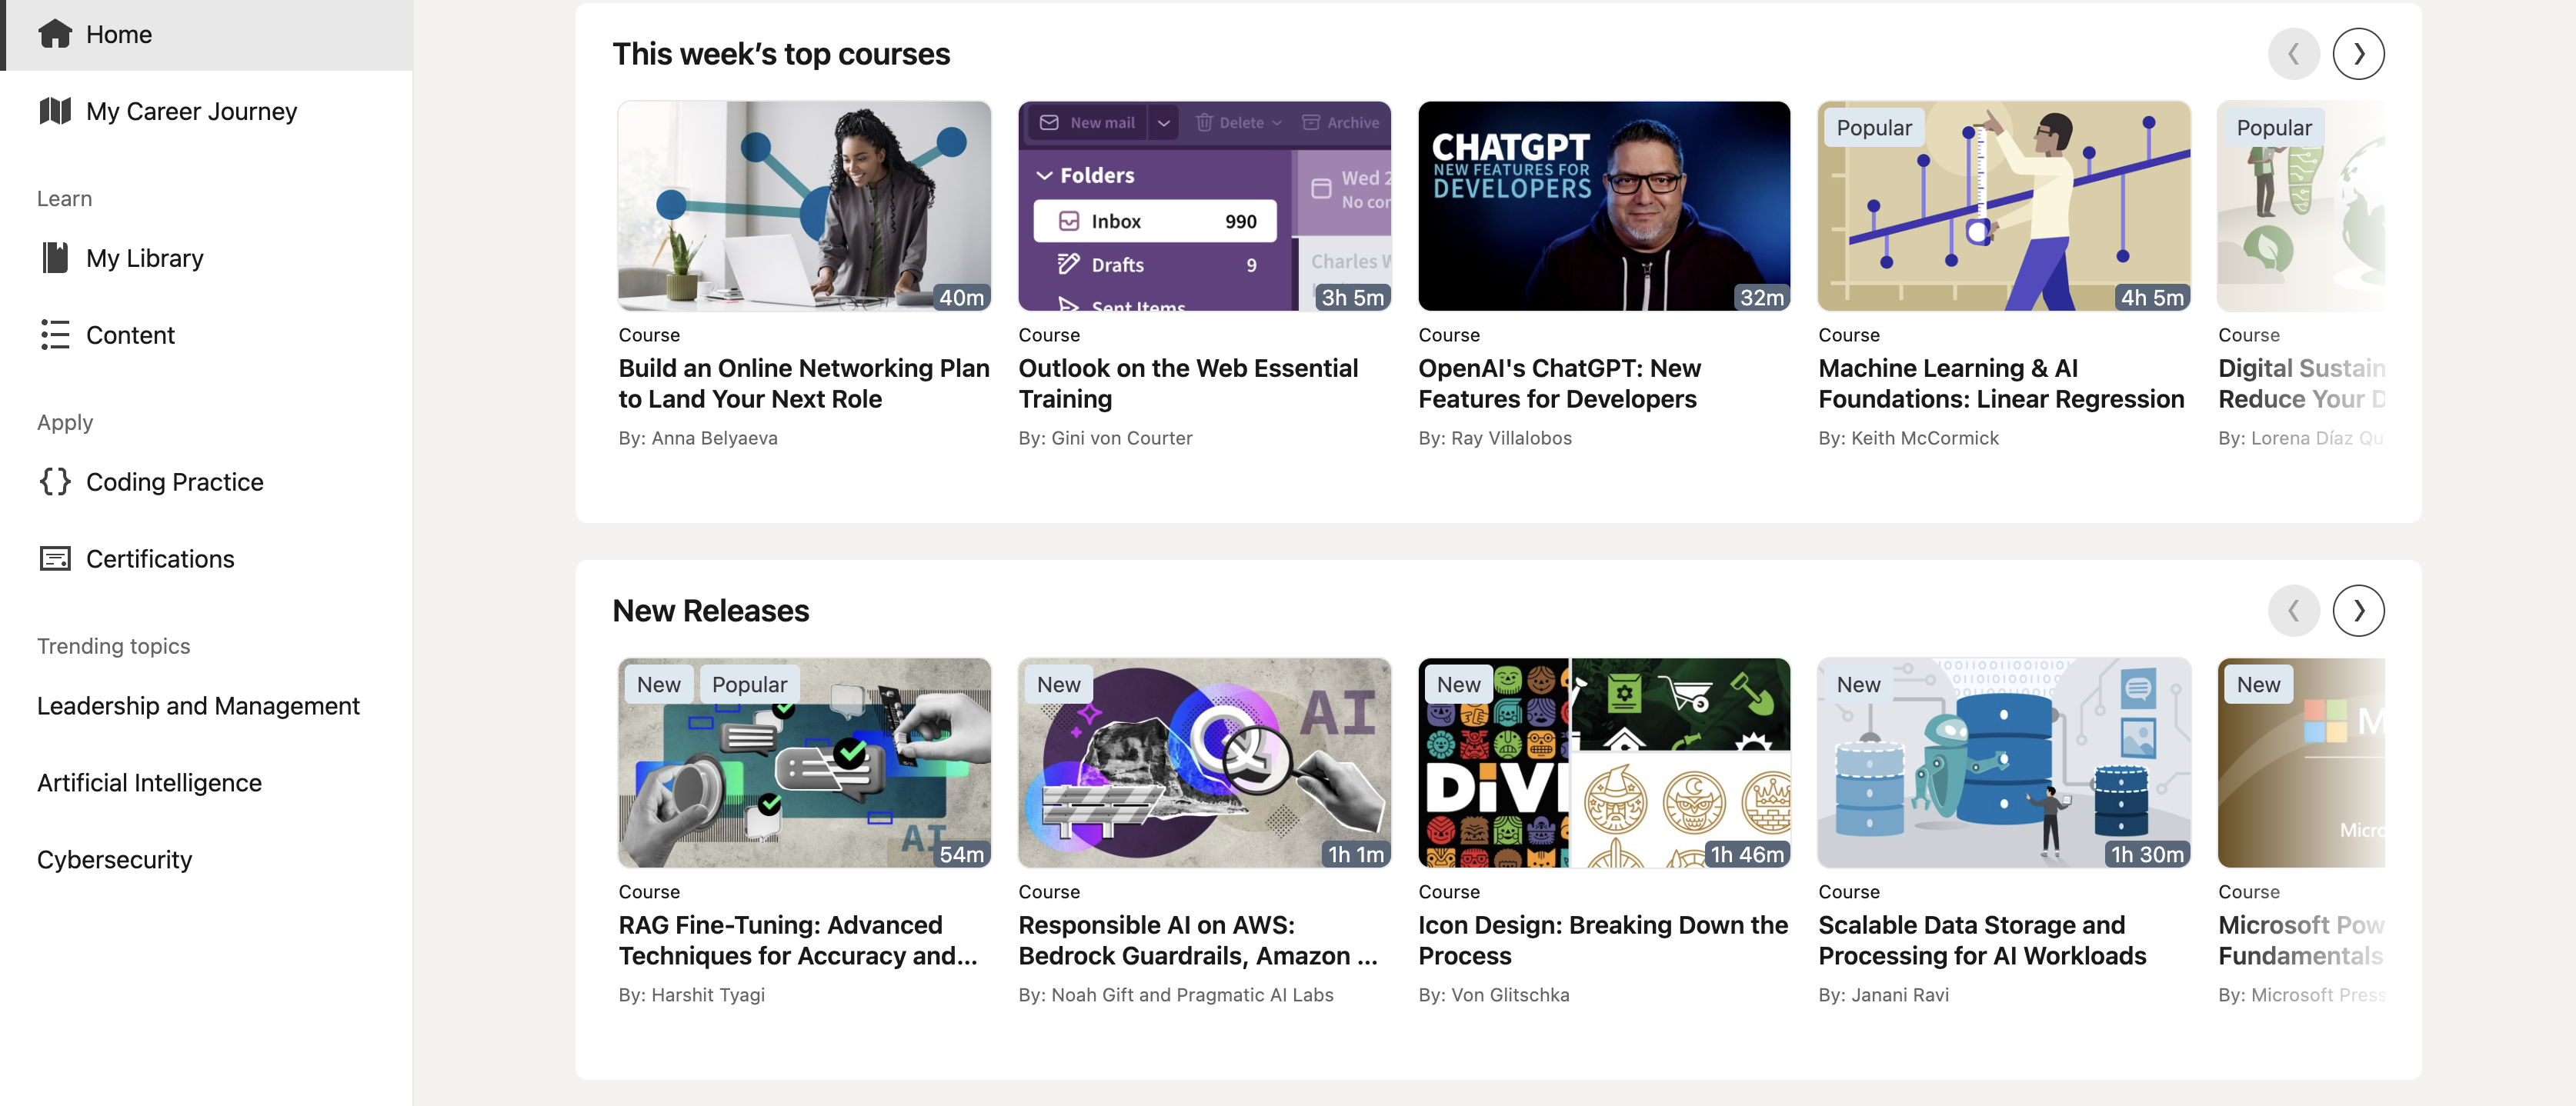 Home
My Career Journey
Learn
My Library
Content
Apply
Coding Practice
Certifications
Trending topics
Leadership and Management
Artificial Intelligence
Cybersecurity
This week’s top courses
40m
Course
Build an Online Networking Plan
to Land Your Next Role
By: Anna Belyaeva
New mail Delete Archive
Folders
Inbox 990
Drafts 9
Sent Items
Wed 2
No cor
Charles W
3h 5m
Course
Outlook on the Web Essential
Training
By: Gini von Courter
CHATGPT
NEW FEATURES FOR
DEVELOPERS
32m
Course
OpenAI's ChatGPT: New
Features for Developers
By: Ray Villalobos
Popular
4h 5m
Course
Machine Learning & AI
Foundations: Linear Regression
By: Keith McCormick
Popular
Course
Digital Sustain
Reduce Your D
By: Lorena Díaz Qu
New Releases
New Popular
AI
54m
Course
RAG Fine-Tuning: Advanced
Techniques for Accuracy and...
By: Harshit Tyagi
New
AI
Q
1h 1m
Course
Responsible AI on AWS:
Bedrock Guardrails, Amazon ...
By: Noah Gift and Pragmatic AI Labs
New
DiVI
1h 46m
Course
Icon Design: Breaking Down the
Process
By: Von Glitschka
New
1h 30m
Course
Scalable Data Storage and
Processing for AI Workloads
By: Janani Ravi
New
M
Micro
Course
Microsoft Pow
Fundamentals
By: Microsoft Press